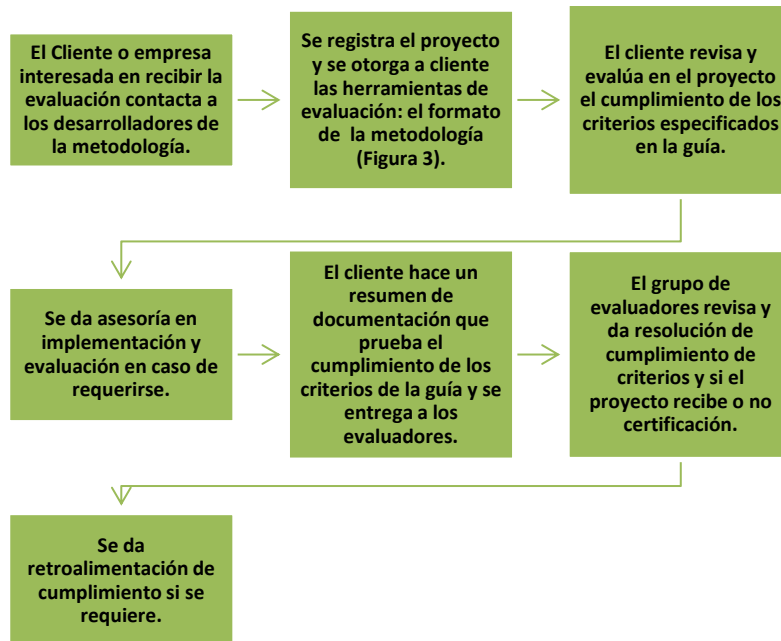 El Cliente o empresa
interesada en recibir la
evaluación contacta a
los desarrolladores de
la metodología.
Se registra el proyecto
y se otorga a cliente
las herramientas de
evaluación: el formato
de la metodología
(Figura 3).
El cliente revisa y
evalúa en el proyecto
el cumplimiento de los
criterios especificados
en la guía.
Se da asesoría en
implementación y
evaluación en caso de
requerirse.
El cliente hace un
resumen de
documentación que
prueba el
cumplimiento de los
criterios de la guía y se
entrega a los
evaluadores.
El grupo de
evaluadores revisa y
da resolución de
cumplimiento de
criterios y si el
proyecto recibe o no
certificación.
Se da
retroalimentación de
cumplimiento si se
requiere.